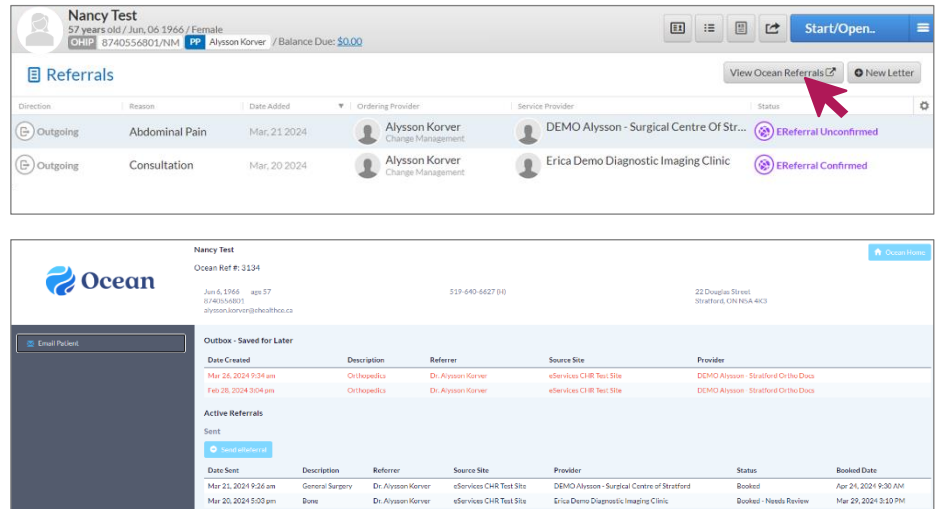 Nancy Test
57 years old / Jun, 06 1966 / Female
OHIP 8740556801/NM PP Alysson Korver / Balance Due: $0.00
Start/Open..
Referrals
View Ocean Referrals
New Letter
Direction Reason Date Added ▼ Ordering Provider Service Provider Status
Outgoing Abdominal Pain Mar, 21 2024 Alysson Korver DEMO Alysson - Surgical Centre Of Str... EReferral Unconfirmed
Change Management
Outgoing Consultation Mar, 20 2024 Alysson Korver Erica Demo Diagnostic Imaging Clinic EReferral Confirmed
Change Management
Ocean
Nancy Test
Ocean Home
Ocean Ref #: 3134
Jun 6, 1966 age 57 519-640-6627 (H) 22 Douglas Street
8740556801 Stratford, ON N5A 4K3
alysson.korver@ehealthce.ca
Email Patient
Outbox - Saved for Later
Date Created Description Referrer Source Site Provider
Mar 26, 2024 9:34 am Orthopedics Dr. Alysson Korver eServices CHR Test Site DEMO Alysson - Stratford Ortho Docs
Feb 28, 2024 3:04 pm Orthopedics Dr. Alysson Korver eServices CHR Test Site DEMO Alysson - Stratford Ortho Docs
Active Referrals
Sent
Send eReferral
Date Sent Description Referrer Source Site Provider Status Booked Date
Mar 21, 2024 9:26 am General Surgery Dr. Alysson Korver eServices CHR Test Site DEMO Alysson - Surgical Centre of Stratford Booked Apr 24, 2024 9:30 AM
Mar 20, 2024 5:03 pm Bone Dr. Alysson Korver eServices CHR Test Site Erica Demo Diagnostic Imaging Clinic Booked - Needs Review Mar 29, 2024 3:10 PM